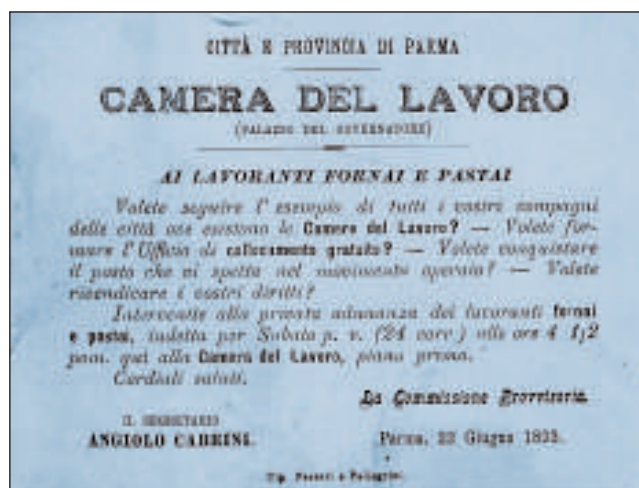 CITTÀ E PROVINCIA DI PARMA
CAMERA DEL LAVORO
(PALAZZO DEL GOVERNATORE)
AI LAVORANTI FORNAI E PASTAI
Volete seguire l'esempio di tutti i vostri compagni
delle città ove esistono le Camere del Lavoro? — Volete for-
mare l'Ufficio di collocamento gratuito? — Volete conquistare
il posto che vi spetta nel movimento operaio? — Volete
rivendicare i vostri diritti?
Intervenite alla privata adunanza dei lavoranti fornai
e pastai, indetta per Sabato p. v. (24 corr.) alle ore 4 1/2
pom. qui alla Camera del Lavoro, piano primo.
Cordiali saluti.
La Commissione Provvisoria.
IL SEGRETARIO
ANGIOLO CABRINI.
Parma, 22 Giugno 1893.
Tip. e Pellegrini.